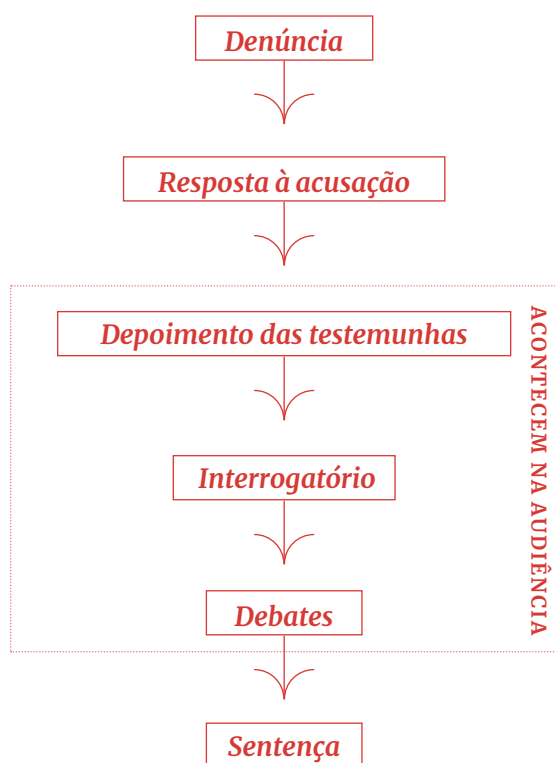 Denúncia
Resposta à acusação
Depoimento das testemunhas
Interrogatório
Debates
ACONTECEM NA AUDIÊNCIA
Sentença